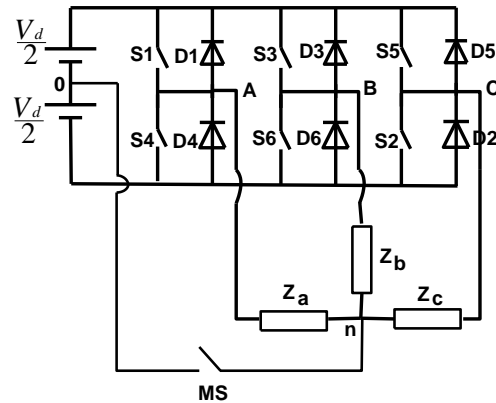 V_d
2
0
V_d
2
S1
D1
S3
D3
S5
D5
A
B
C
S4
D4
S6
D6
S2
D2
Z_b
Z_a
Z_c
n
MS